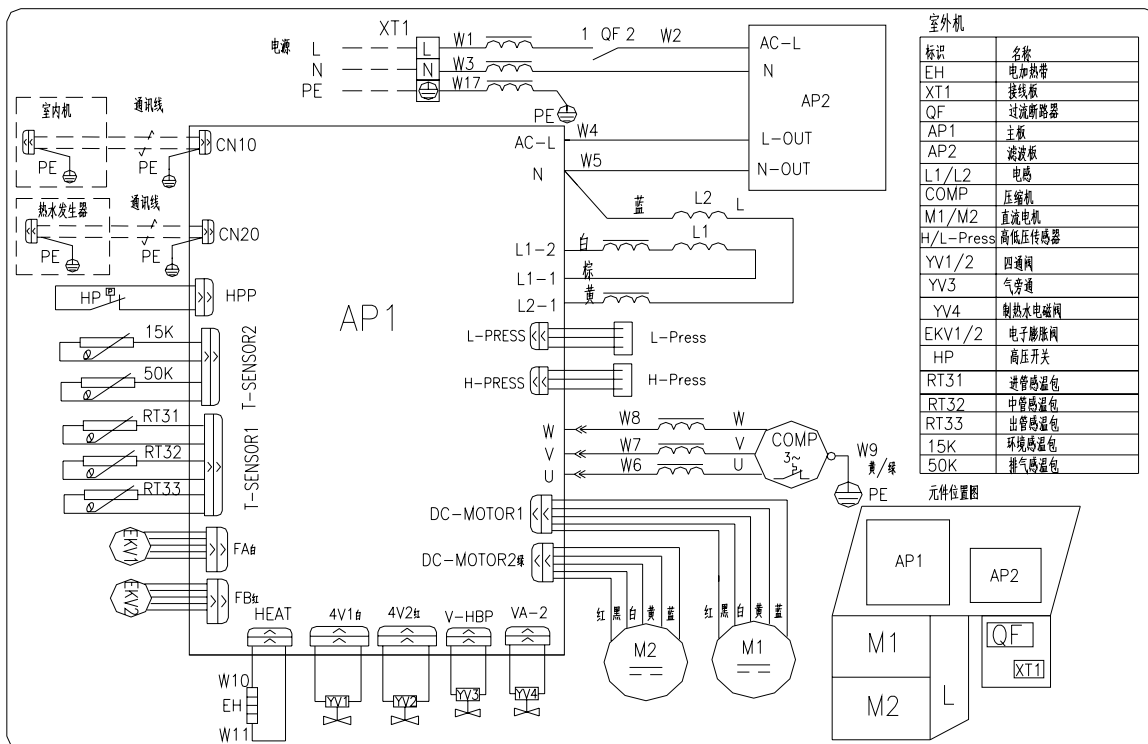 电源 L
N
PE
XT1
L
N
W1
W3
W17
1 QF 2
W2
PE
AC-L
N
AP2
L-OUT
N-OUT
W4
W5
AC-L
N
室内机
通讯线
PE
PE
CN10
热水发生器
通讯线
PE
PE
CN20
HP P
HPP
15K
50K
T-SENSOR2
RT31
RT32
RT33
T-SENSOR1
EKV1
FA白
EKV2
FB红
AP1
蓝
L2
L
L1-2
白
L1
L1-1
棕
L2-1
黄
L-PRESS
L-Press
H-PRESS
H-Press
W
V
U
W8
W7
W6
W
V
U
COMP
3~
W9
黄/绿
PE
DC-MOTOR1
DC-MOTOR2绿
HEAT
4V1白
4V2红
V-HBP
VA-2
W10
EH
W11
YV1
YV2
YV3
YV4
红 黑 白 黄 蓝
M2
红 黑 白 黄 蓝
M1
室外机
标识 名称
EH 电加热带
XT1 接线板
QF 过流断路器
AP1 主板
AP2 滤波板
L1/L2 电感
COMP 压缩机
M1/M2 直流电机
H/L-Press 高低压传感器
YV1/2 四通阀
YV3 气旁通
YV4 制热水电磁阀
EKV1/2 电子膨胀阀
HP 高压开关
RT31 进管感温包
RT32 中管感温包
RT33 出管感温包
15K 环境感温包
50K 排气感温包
元件位置图
AP1
AP2
M1
M2
L
QF
XT1